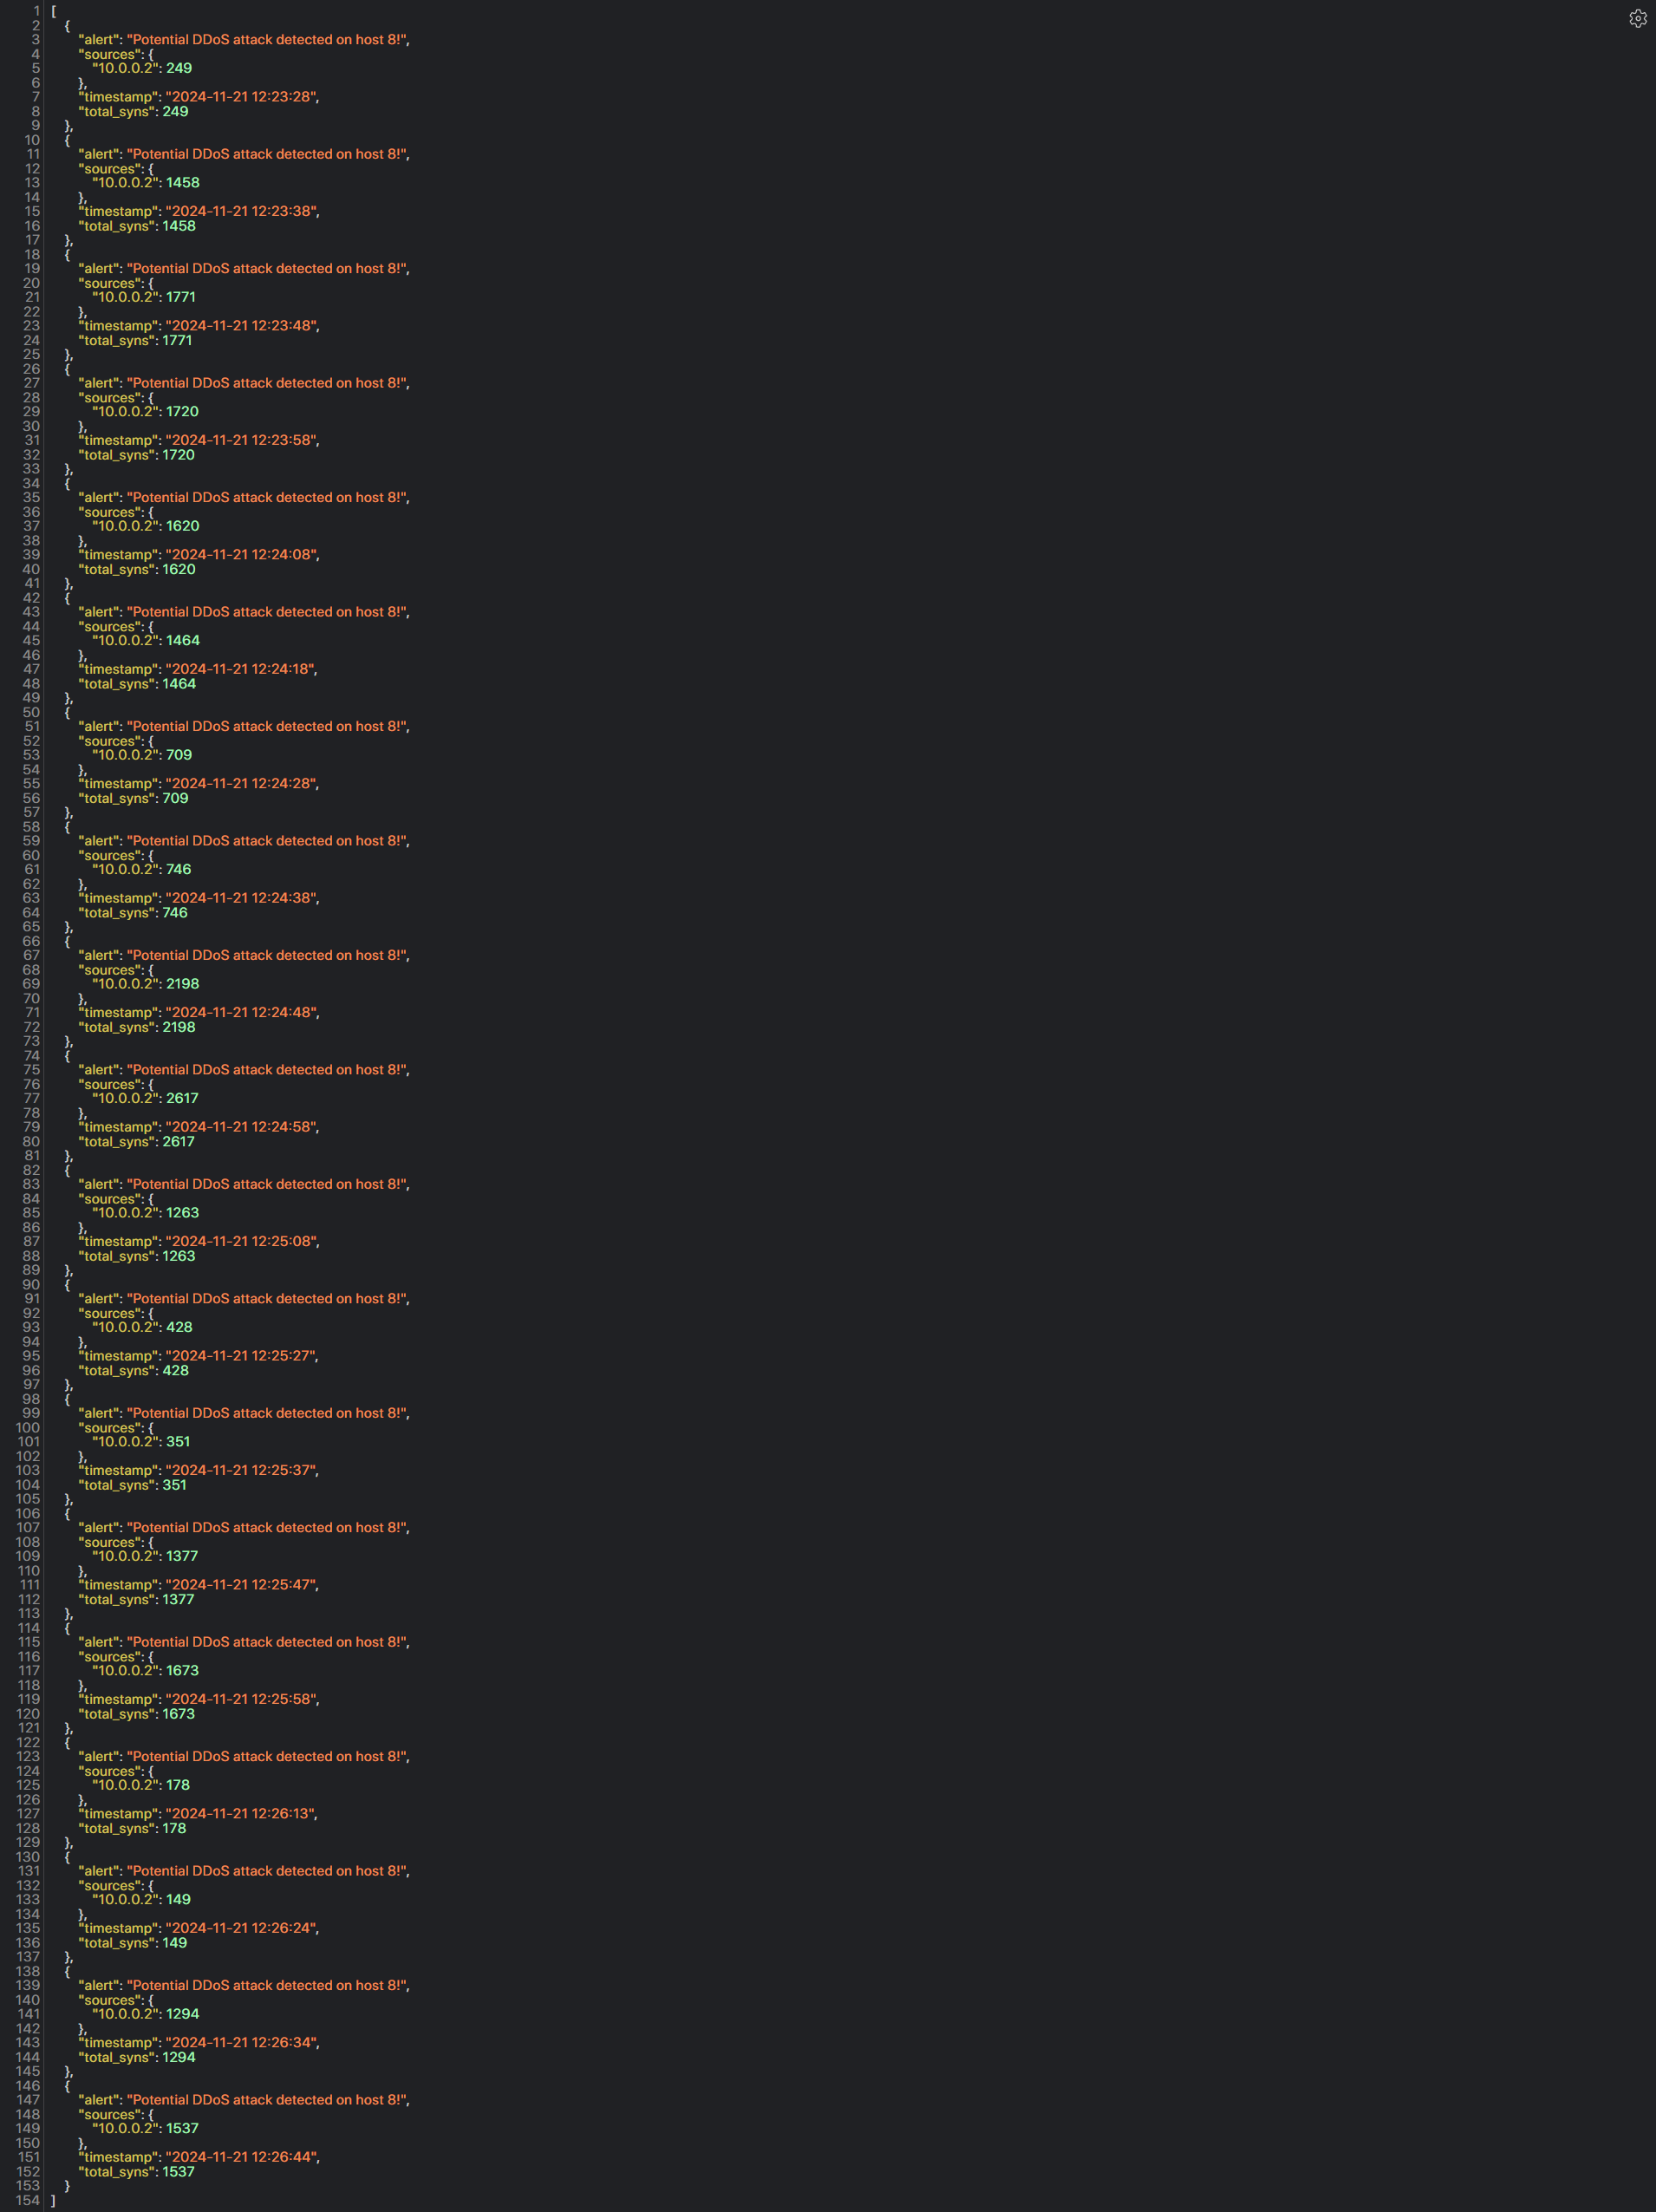 1 [
2 {
3 "alert": "Potential DDoS attack detected on host 8!",
4 "sources": {
5 "10.0.0.2": 249
6 },
7 "timestamp": "2024-11-21 12:23:28",
8 "total_syns": 249
9 },
10 {
11 "alert": "Potential DDoS attack detected on host 8!",
12 "sources": {
13 "10.0.0.2": 1458
14 },
15 "timestamp": "2024-11-21 12:23:38",
16 "total_syns": 1458
17 },
18 {
19 "alert": "Potential DDoS attack detected on host 8!",
20 "sources": {
21 "10.0.0.2": 1771
22 },
23 "timestamp": "2024-11-21 12:23:48",
24 "total_syns": 1771
25 },
26 {
27 "alert": "Potential DDoS attack detected on host 8!",
28 "sources": {
29 "10.0.0.2": 1720
30 },
31 "timestamp": "2024-11-21 12:23:58",
32 "total_syns": 1720
33 },
34 {
35 "alert": "Potential DDoS attack detected on host 8!",
36 "sources": {
37 "10.0.0.2": 1620
38 },
39 "timestamp": "2024-11-21 12:24:08",
40 "total_syns": 1620
41 },
42 {
43 "alert": "Potential DDoS attack detected on host 8!",
44 "sources": {
45 "10.0.0.2": 1464
46 },
47 "timestamp": "2024-11-21 12:24:18",
48 "total_syns": 1464
49 },
50 {
51 "alert": "Potential DDoS attack detected on host 8!",
52 "sources": {
53 "10.0.0.2": 709
54 },
55 "timestamp": "2024-11-21 12:24:28",
56 "total_syns": 709
57 },
58 {
59 "alert": "Potential DDoS attack detected on host 8!",
60 "sources": {
61 "10.0.0.2": 746
62 },
63 "timestamp": "2024-11-21 12:24:38",
64 "total_syns": 746
65 },
66 {
67 "alert": "Potential DDoS attack detected on host 8!",
68 "sources": {
69 "10.0.0.2": 2198
70 },
71 "timestamp": "2024-11-21 12:24:48",
72 "total_syns": 2198
73 },
74 {
75 "alert": "Potential DDoS attack detected on host 8!",
76 "sources": {
77 "10.0.0.2": 2617
78 },
79 "timestamp": "2024-11-21 12:24:58",
80 "total_syns": 2617
81 },
82 {
83 "alert": "Potential DDoS attack detected on host 8!",
84 "sources": {
85 "10.0.0.2": 1263
86 },
87 "timestamp": "2024-11-21 12:25:08",
88 "total_syns": 1263
89 },
90 {
91 "alert": "Potential DDoS attack detected on host 8!",
92 "sources": {
93 "10.0.0.2": 428
94 },
95 "timestamp": "2024-11-21 12:25:27",
96 "total_syns": 428
97 },
98 {
99 "alert": "Potential DDoS attack detected on host 8!",
100 "sources": {
101 "10.0.0.2": 351
102 },
103 "timestamp": "2024-11-21 12:25:37",
104 "total_syns": 351
105 },
106 {
107 "alert": "Potential DDoS attack detected on host 8!",
108 "sources": {
109 "10.0.0.2": 1377
110 },
111 "timestamp": "2024-11-21 12:25:47",
112 "total_syns": 1377
113 },
114 {
115 "alert": "Potential DDoS attack detected on host 8!",
116 "sources": {
117 "10.0.0.2": 1673
118 },
119 "timestamp": "2024-11-21 12:25:58",
120 "total_syns": 1673
121 },
122 {
123 "alert": "Potential DDoS attack detected on host 8!",
124 "sources": {
125 "10.0.0.2": 178
126 },
127 "timestamp": "2024-11-21 12:26:13",
128 "total_syns": 178
129 },
130 {
131 "alert": "Potential DDoS attack detected on host 8!",
132 "sources": {
133 "10.0.0.2": 149
134 },
135 "timestamp": "2024-11-21 12:26:24",
136 "total_syns": 149
137 },
138 {
139 "alert": "Potential DDoS attack detected on host 8!",
140 "sources": {
141 "10.0.0.2": 1294
142 },
143 "timestamp": "2024-11-21 12:26:34",
144 "total_syns": 1294
145 },
146 {
147 "alert": "Potential DDoS attack detected on host 8!",
148 "sources": {
149 "10.0.0.2": 1537
150 },
151 "timestamp": "2024-11-21 12:26:44",
152 "total_syns": 1537
153 }
154 ]